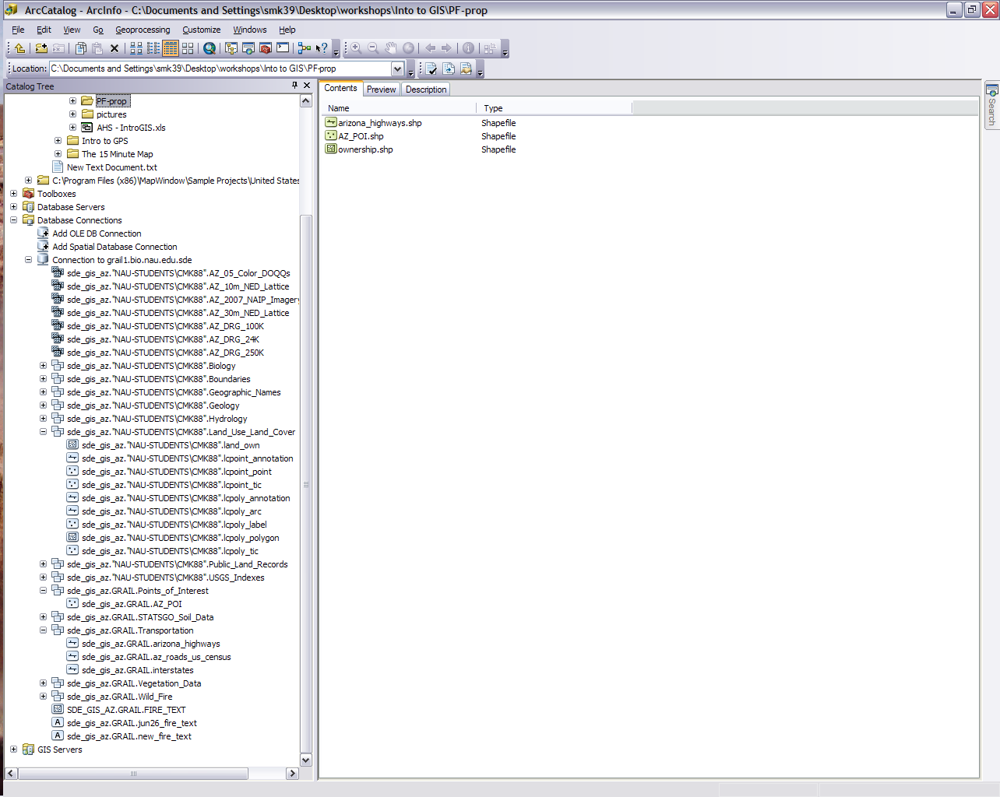 ArcCatalog - ArcInfo - C:\Documents and Settings\smk39\Desktop\workshops\Into to GIS\PF-prop
File Edit View Go Geoprocessing Customize Windows Help
Location: C:\Documents and Settings\smk39\Desktop\workshops\Into to GIS\PF-prop
Catalog Tree
PF-prop
pictures
AHS - IntroGIS.xls
Intro to GPS
The 15 Minute Map
New Text Document.txt
C:\Program Files (x86)\MapWindow\Sample Projects\United States
Toolboxes
Database Servers
Database Connections
Add OLE DB Connection
Add Spatial Database Connection
Connection to grail1.bio.nau.edu.sde
sde_gis_az."NAU-STUDENTS\CMK88".AZ_05_Color_DOQQs
sde_gis_az."NAU-STUDENTS\CMK88".AZ_10m_NED_Lattice
sde_gis_az."NAU-STUDENTS\CMK88".AZ_2007_NAIP_Imagery
sde_gis_az."NAU-STUDENTS\CMK88".AZ_30m_NED_Lattice
sde_gis_az."NAU-STUDENTS\CMK88".AZ_DRG_100K
sde_gis_az."NAU-STUDENTS\CMK88".AZ_DRG_24K
sde_gis_az."NAU-STUDENTS\CMK88".AZ_DRG_250K
sde_gis_az."NAU-STUDENTS\CMK88".Biology
sde_gis_az."NAU-STUDENTS\CMK88".Boundaries
sde_gis_az."NAU-STUDENTS\CMK88".Geographic_Names
sde_gis_az."NAU-STUDENTS\CMK88".Geology
sde_gis_az."NAU-STUDENTS\CMK88".Hydrology
sde_gis_az."NAU-STUDENTS\CMK88".Land_Use_Land_Cover
sde_gis_az."NAU-STUDENTS\CMK88".land_own
sde_gis_az."NAU-STUDENTS\CMK88".lcpoint_annotation
sde_gis_az."NAU-STUDENTS\CMK88".lcpoint_point
sde_gis_az."NAU-STUDENTS\CMK88".lcpoint_tic
sde_gis_az."NAU-STUDENTS\CMK88".lcpoly_annotation
sde_gis_az."NAU-STUDENTS\CMK88".lcpoly_arc
sde_gis_az."NAU-STUDENTS\CMK88".lcpoly_label
sde_gis_az."NAU-STUDENTS\CMK88".lcpoly_polygon
sde_gis_az."NAU-STUDENTS\CMK88".lcpoly_tic
sde_gis_az."NAU-STUDENTS\CMK88".Public_Land_Records
sde_gis_az."NAU-STUDENTS\CMK88".USGS_Indexes
sde_gis_az.GRAIL.Points_of_Interest
sde_gis_az.GRAIL.AZ_POI
sde_gis_az.GRAIL.STATSGO_Soil_Data
sde_gis_az.GRAIL.Transportation
sde_gis_az.GRAIL.arizona_highways
sde_gis_az.GRAIL.az_roads_us_census
sde_gis_az.GRAIL.interstates
sde_gis_az.GRAIL.Vegetation_Data
sde_gis_az.GRAIL.Wild_Fire
SDE_GIS_AZ.GRAIL.FIRE_TEXT
sde_gis_az.GRAIL.jun26_fire_text
sde_gis_az.GRAIL.new_fire_text
GIS Servers
Contents Preview Description
Name Type
arizona_highways.shp Shapefile
AZ_POI.shp Shapefile
ownership.shp Shapefile
Search